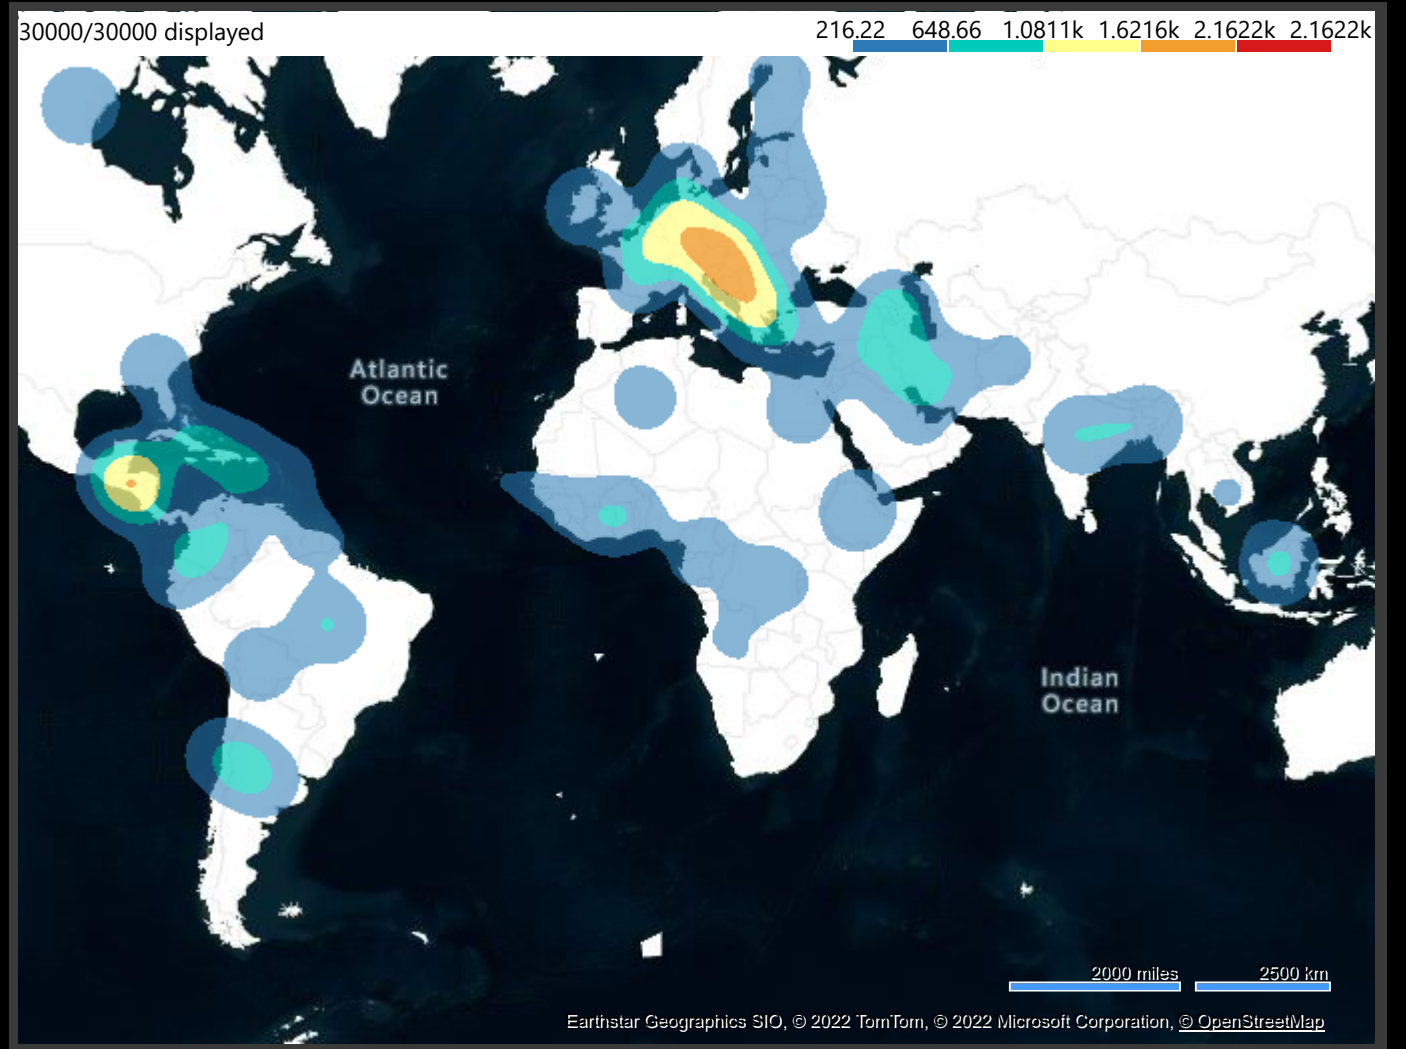 30000/30000 displayed
216.22 648.66 1.0811k 1.6216k 2.1622k 2.1622k
Atlantic
Ocean
Indian
Ocean
2000 miles 2500 km
Earthstar Geographics SIO, © 2022 TomTom, © 2022 Microsoft Corporation, © OpenStreetMap